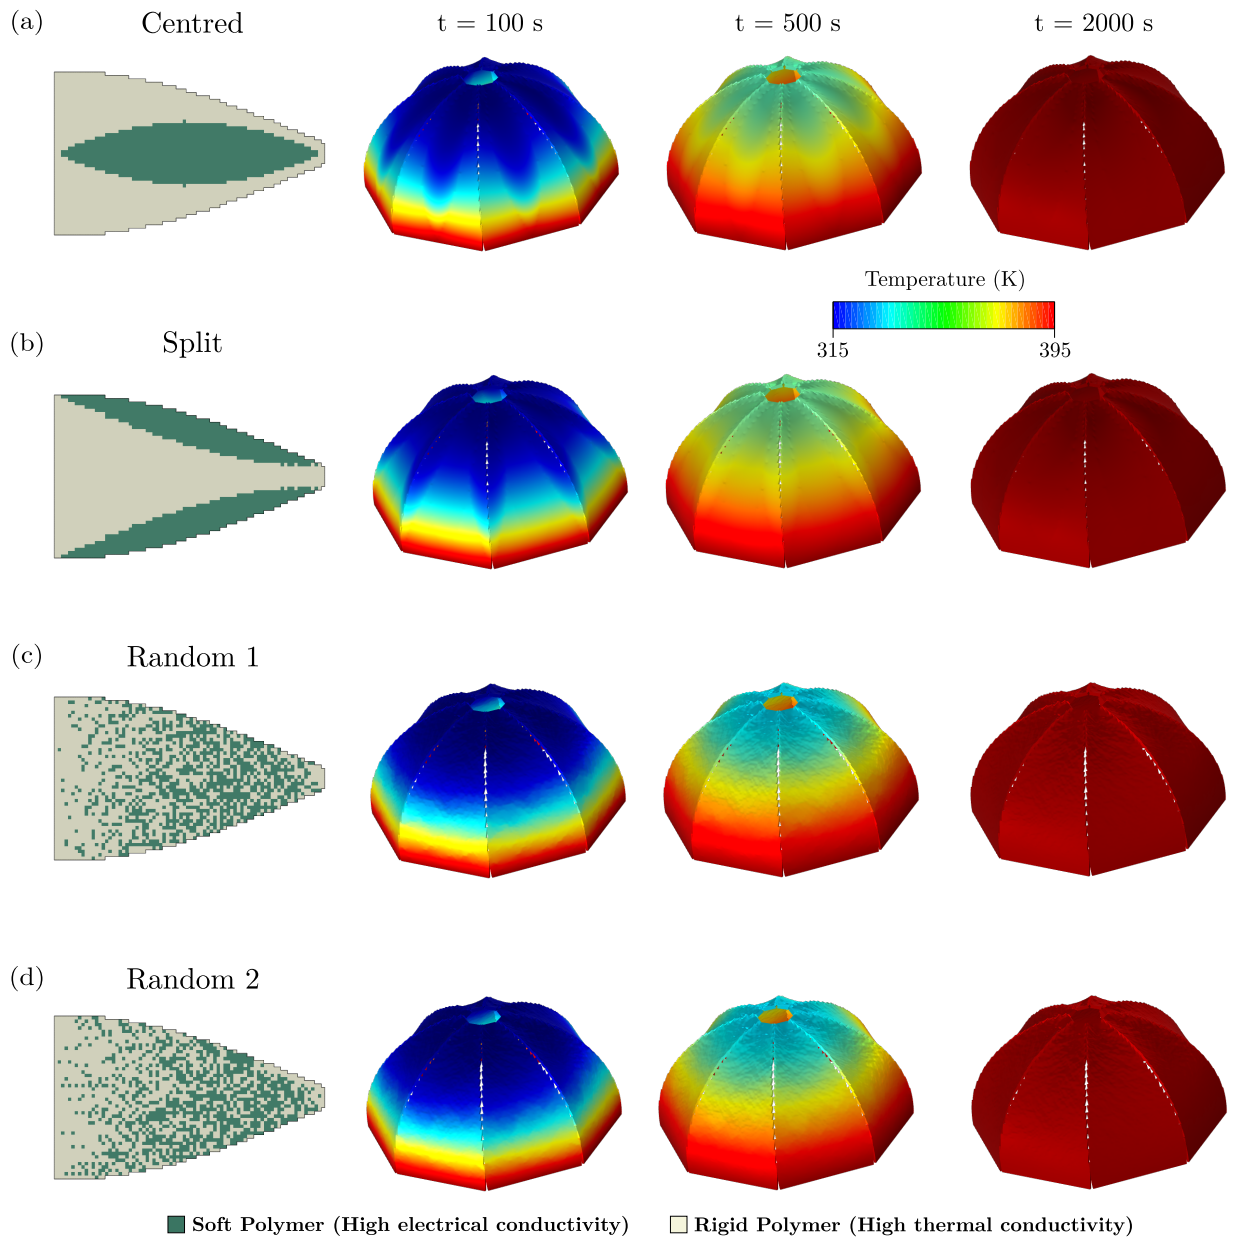 (a) Centred t = 100 s t = 500 s t = 2000 s
Temperature (K)
315 395
(b) Split
(c) Random 1
(d) Random 2
Soft Polymer (High electrical conductivity) Rigid Polymer (High thermal conductivity)